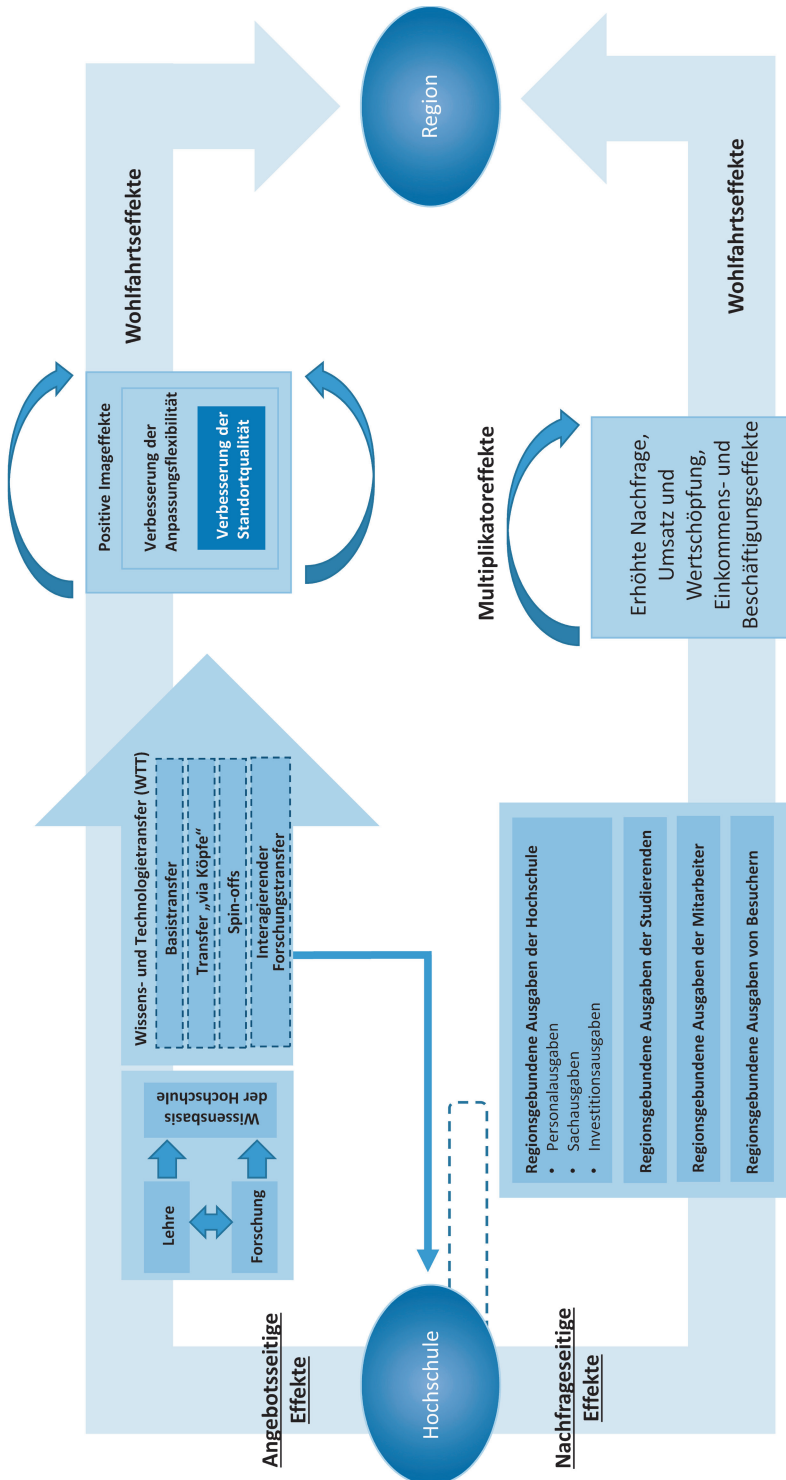 Hochschule
Angebotsseitige
Effekte
Lehre
Forschung
Wissensbasis
der Hochschule
Wissens- und Technologietransfer (WTT)
Basistransfer
Transfer „via Köpfe“
Spin-offs
Interagierender
Forschungstransfer
Positive Imageffekte
Verbesserung der
Anpassungsflexibilität
Verbesserung der
Standortqualität
Wohlfahrtseffekte
Region
Nachfrageseitige
Effekte
Regionsgebundene Ausgaben der Hochschule
• Personalausgaben
• Sachausgaben
• Investitionsausgaben
Regionsgebundene Ausgaben der Studierenden
Regionsgebundene Ausgaben der Mitarbeiter
Regionsgebundene Ausgaben von Besuchern
Multiplikatoreffekte
Erhöhte Nachfrage,
Umsatz und
Wertschöpfung,
Einkommens- und
Beschäftigungseffekte
Wohlfahrtseffekte